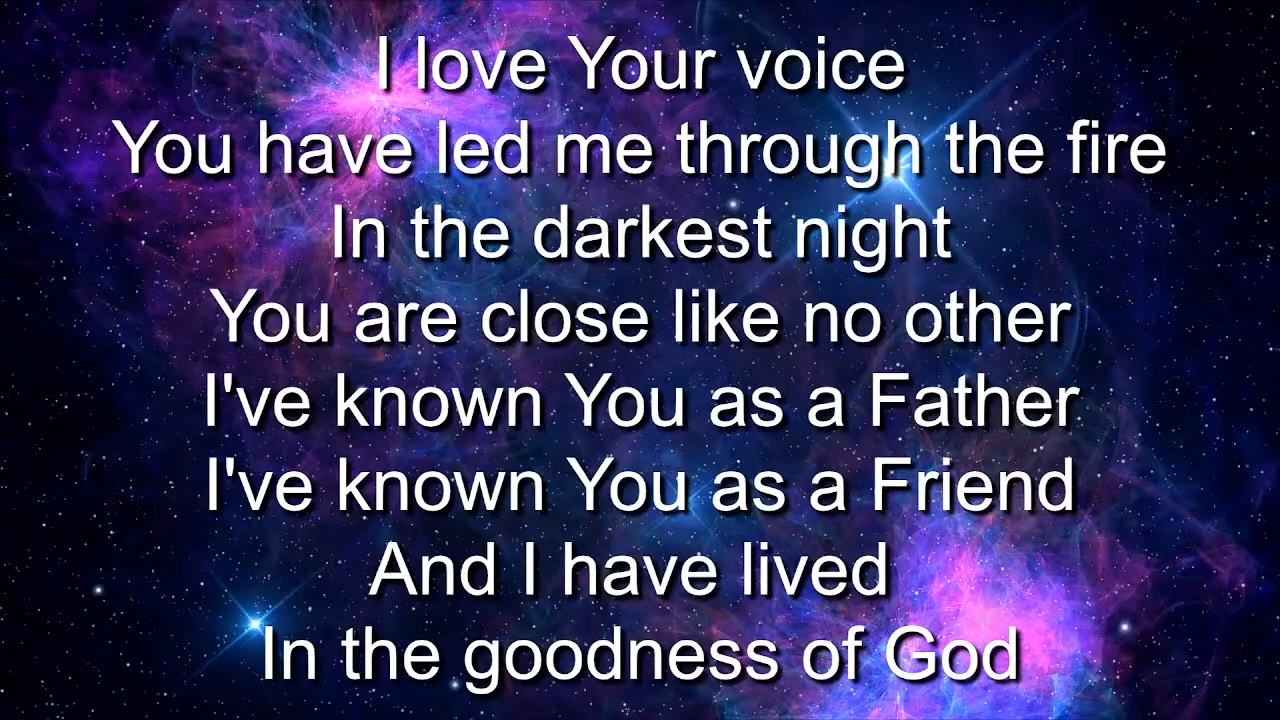 I love Your voice
You have led me through the fire
In the darkest night
You are close like no other
I've known You as a Father
I've known You as a Friend
And I have lived
In the goodness of God